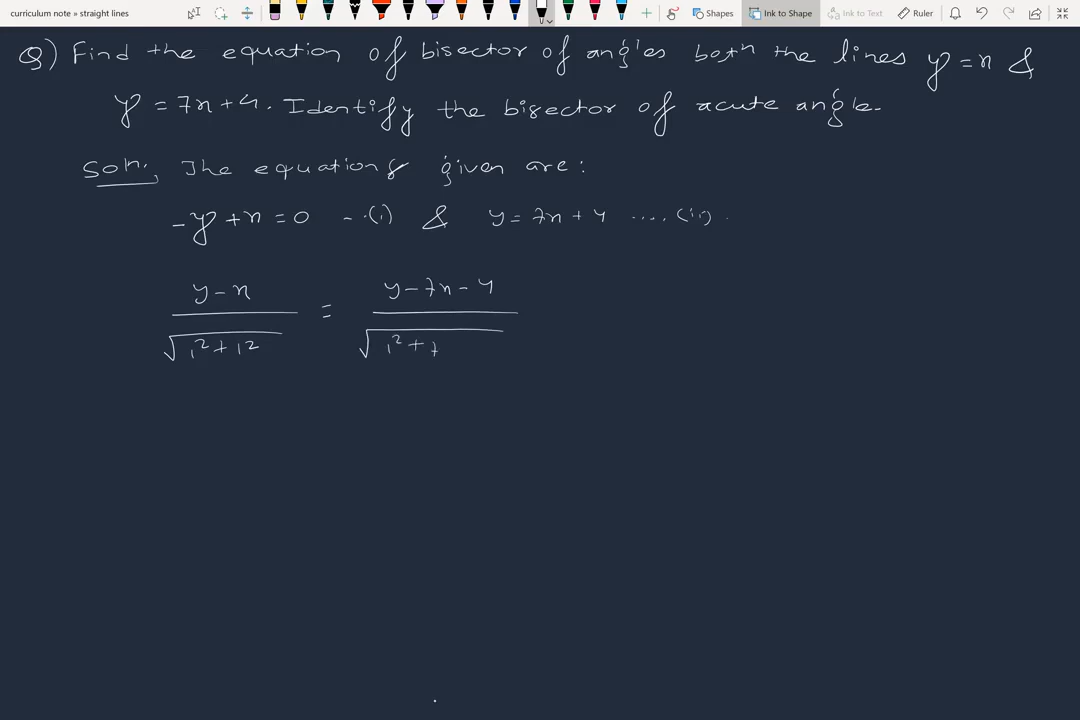 curriculum note » straight lines
Shapes Ink to Shape Ink to Text Ruler
Q) Find the equation of bisector of angles both the lines y = x &
y = 7x + 4. Identify the bisector of acute angle.
Soln. The equations given are:
-y + x = 0 -.(i) & y = 7x + 4 ....(ii).
y - x / √(1² + 1²) = y - 7x - 4 / √(1² + 7